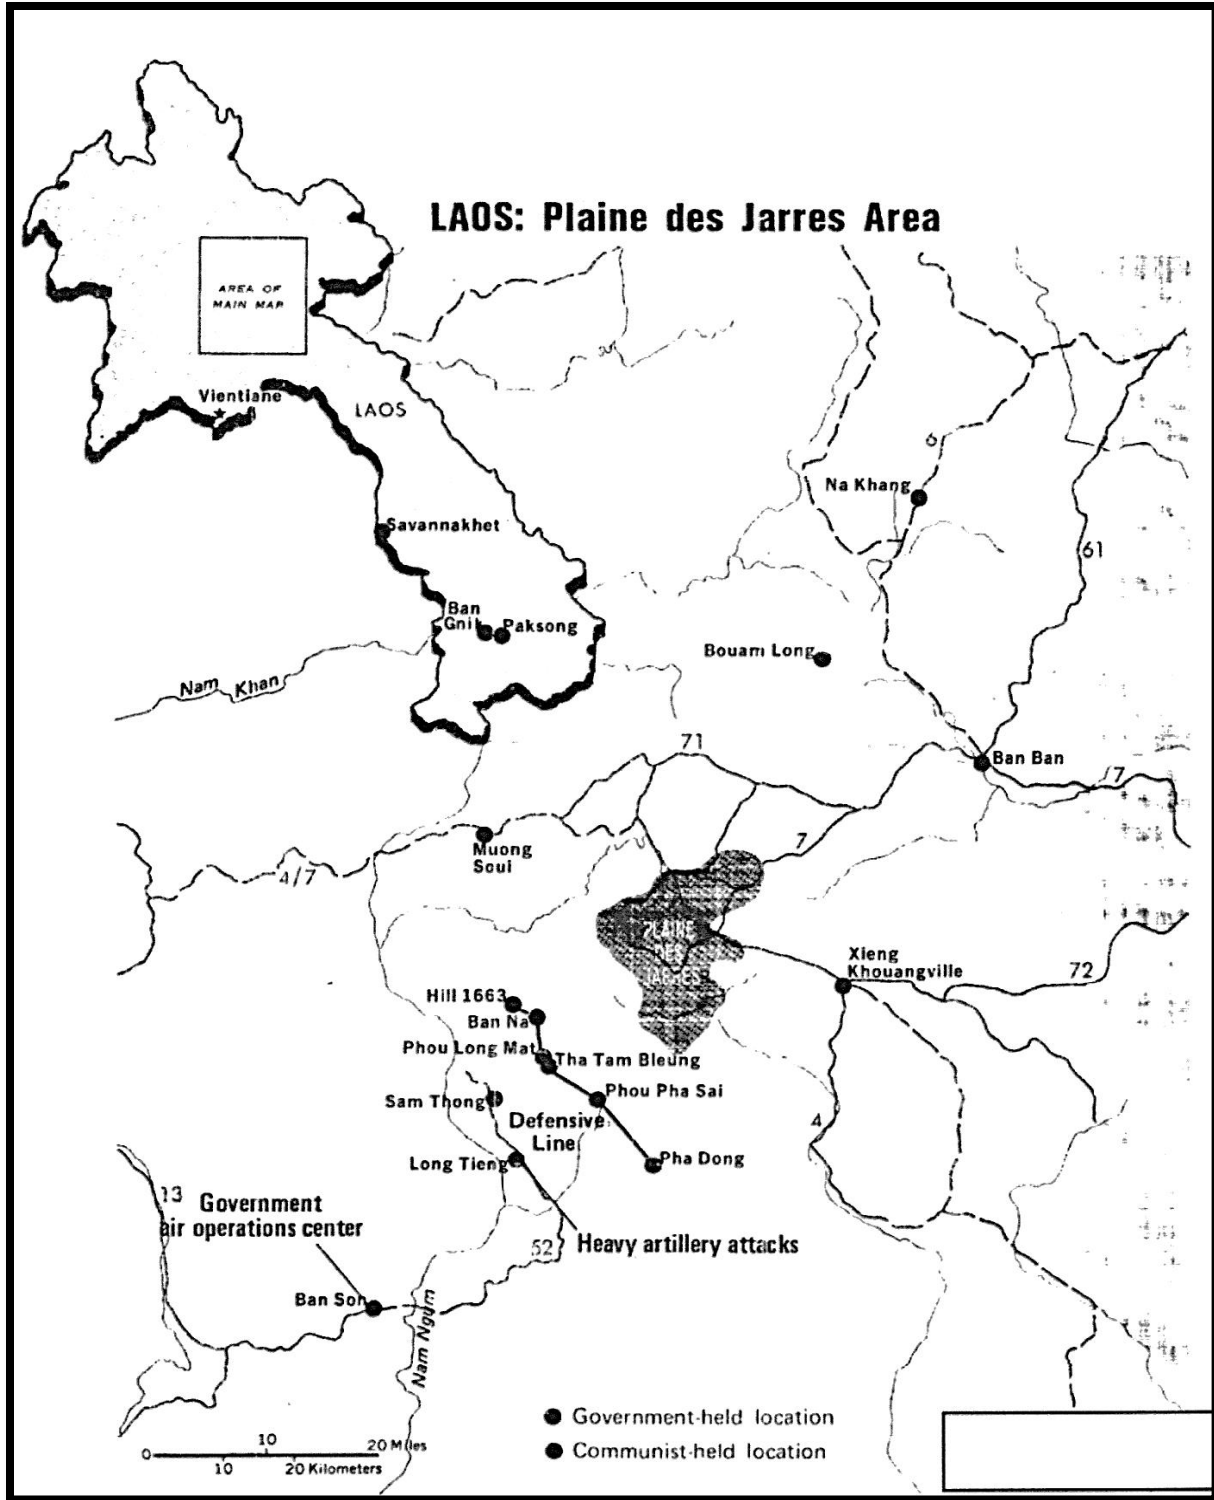 LAOS: Plaine des Jarres Area
AREA OF
MAIN MAP
Vientiane
LAOS
Savannakhet
Ban
Gnik
Paksong
Nam Khan
6
Na Khang
61
Bouam Long
71
Ban Ban
7
Muong
Soui
7
4/7
PLAINE
DES
JARRES
Xieng
Khouangville
72
Hill 1663
Ban Na
Phou Long Mat
Tha Tam Bleung
Phou Pha Sai
Sam Thong
Defensive
Line
4
Long Tieng
Pha Dong
13
Government
air operations center
Heavy artillery attacks
52
Ban Son
Nam Ngum
Government-held location
Communist-held location
0 10 20 Miles
10 20 Kilometers